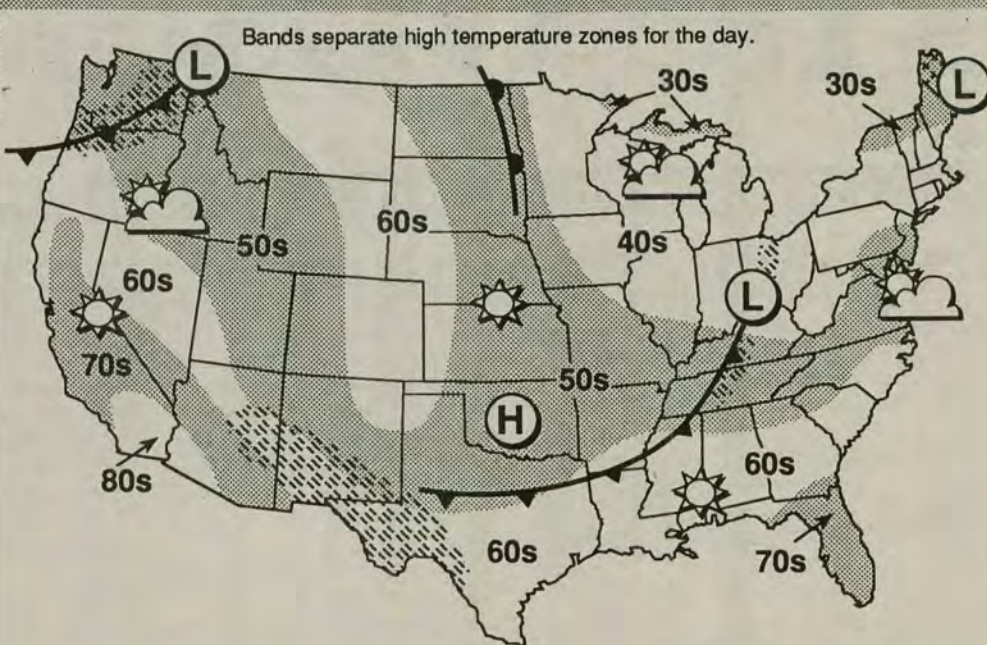 Bands separate high temperature zones for the day.
L
30s
30s
L
60s
50s
40s
60s
L
70s
50s
H
80s
60s
60s
70s